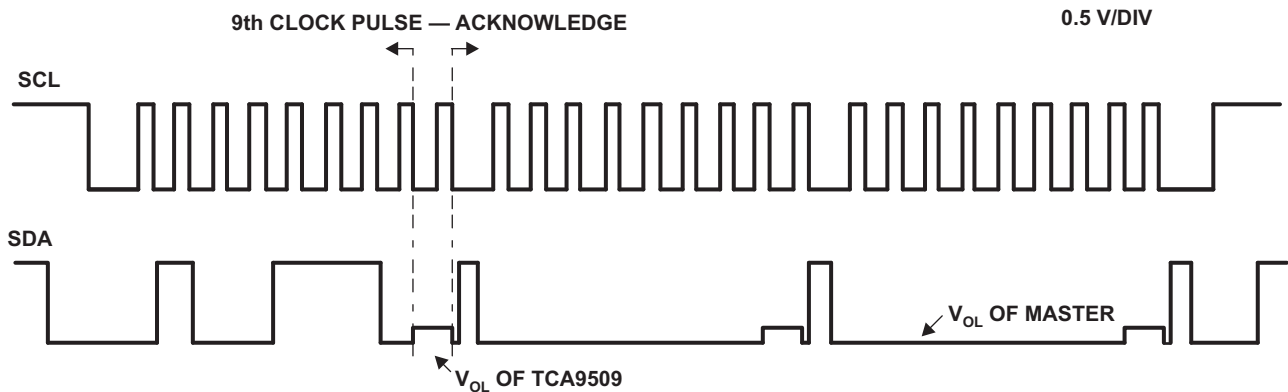 9th CLOCK PULSE — ACKNOWLEDGE
0.5 V/DIV
SCL
SDA
VOL OF MASTER
VOL OF TCA9509